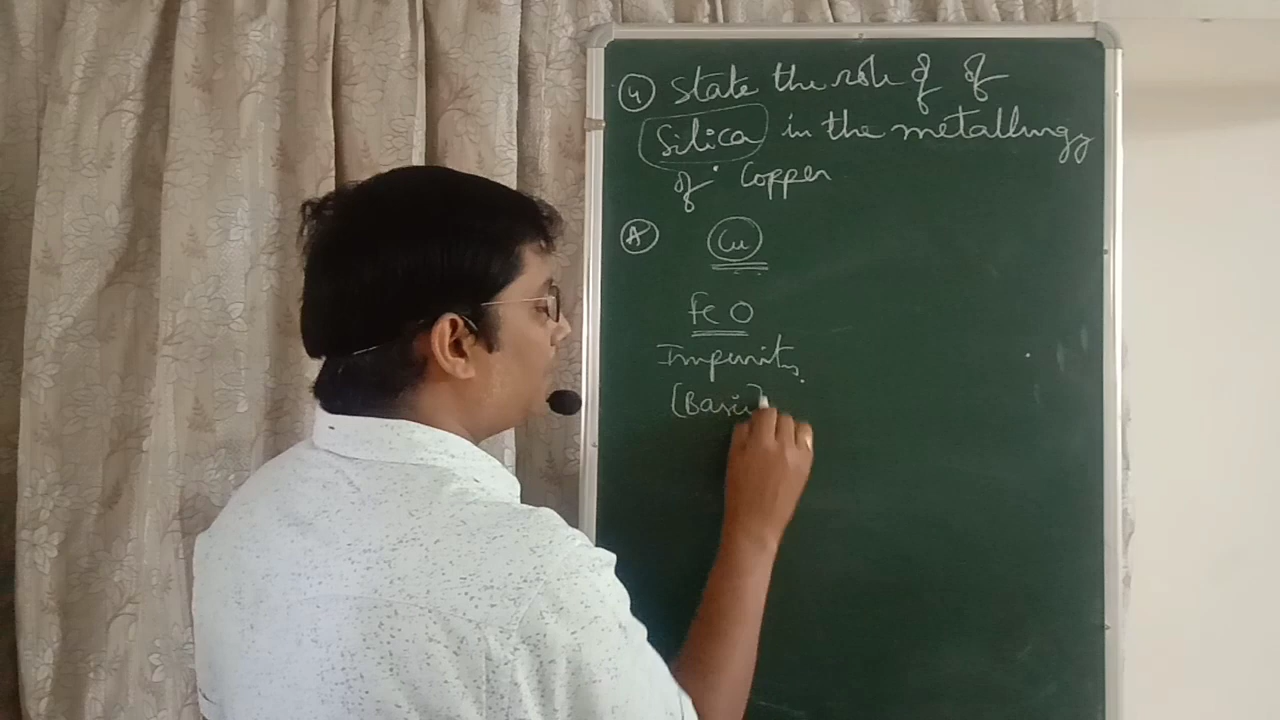 4 State the role of of
Silica in the metallurgy
of Copper
A Cu
FeO
Impurity
(Basic)